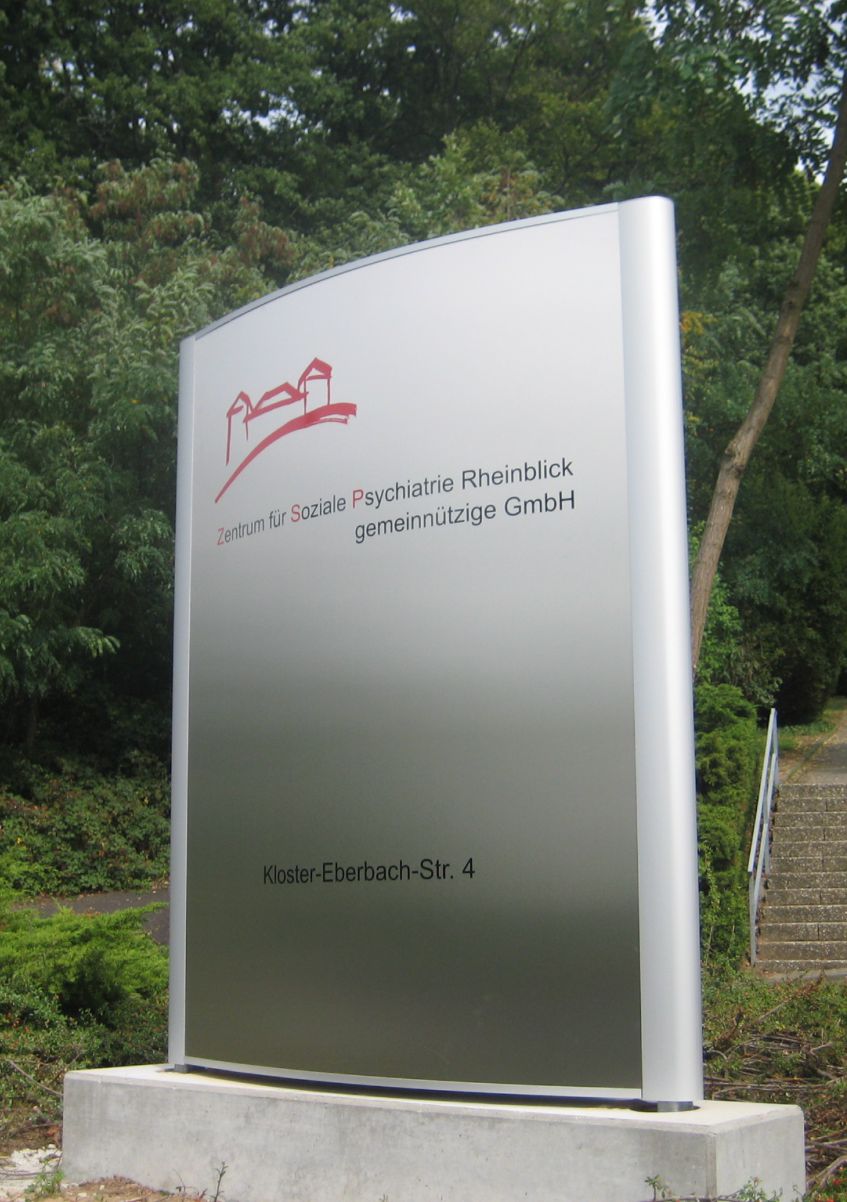 Zentrum für Soziale Psychiatrie Rheinblick
gemeinnützige GmbH
Kloster-Eberbach-Str. 4